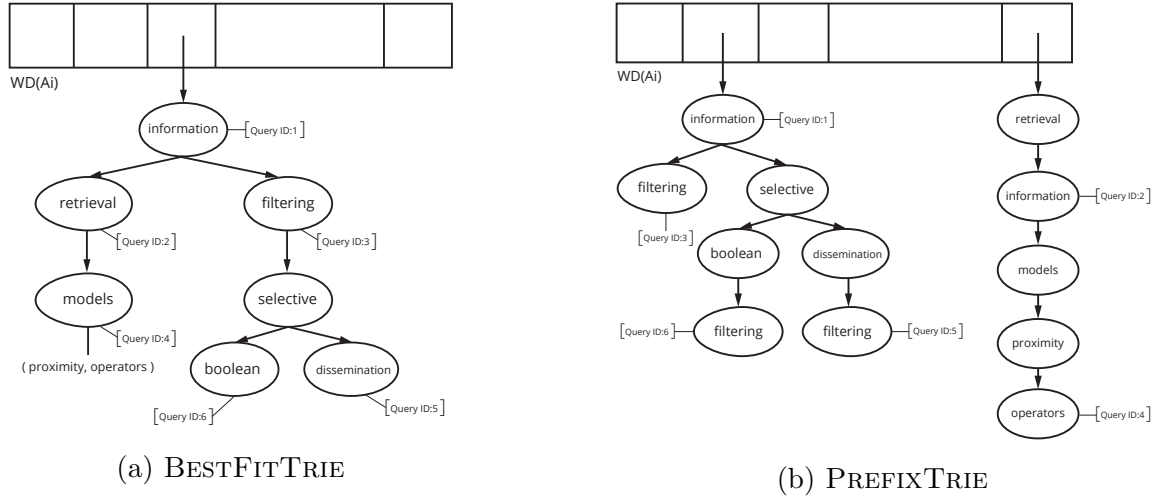 WD(Ai)
information
[Query ID:1]
retrieval
filtering
[Query ID:2]
[Query ID:3]
models
selective
[Query ID:4]
( proximity, operators )
boolean
dissemination
[Query ID:6]
[Query ID:5]
(a) BESTFITTRIE
WD(Ai)
information
[Query ID:1]
retrieval
filtering
selective
information
[Query ID:2]
[Query ID:3]
boolean
dissemination
models
[Query ID:6]
filtering
filtering
[Query ID:5]
proximity
operators
[Query ID:4]
(b) PREFIXTRIE